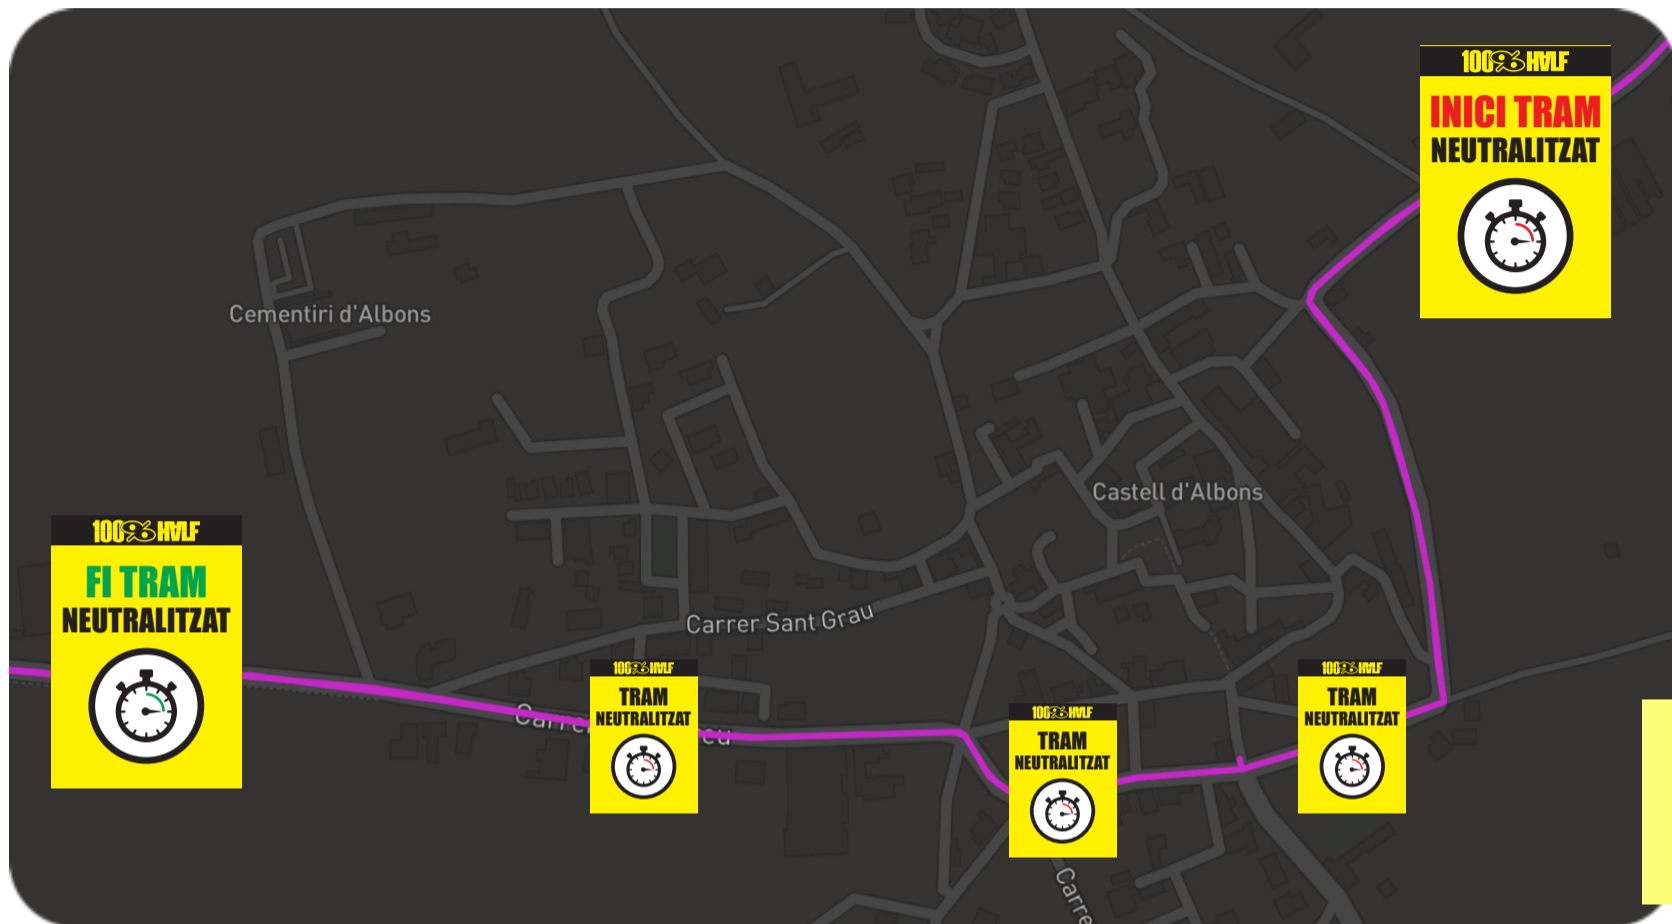 100% HALF
INICI TRAM
NEUTRALITZAT
Cementiri d'Albons
Castell d'Albons
100% HALF
FI TRAM
NEUTRALITZAT
Carrer Sant Grau
100% HALF
TRAM
NEUTRALITZAT
100% HALF
TRAM
NEUTRALITZAT
100% HALF
TRAM
NEUTRALITZAT